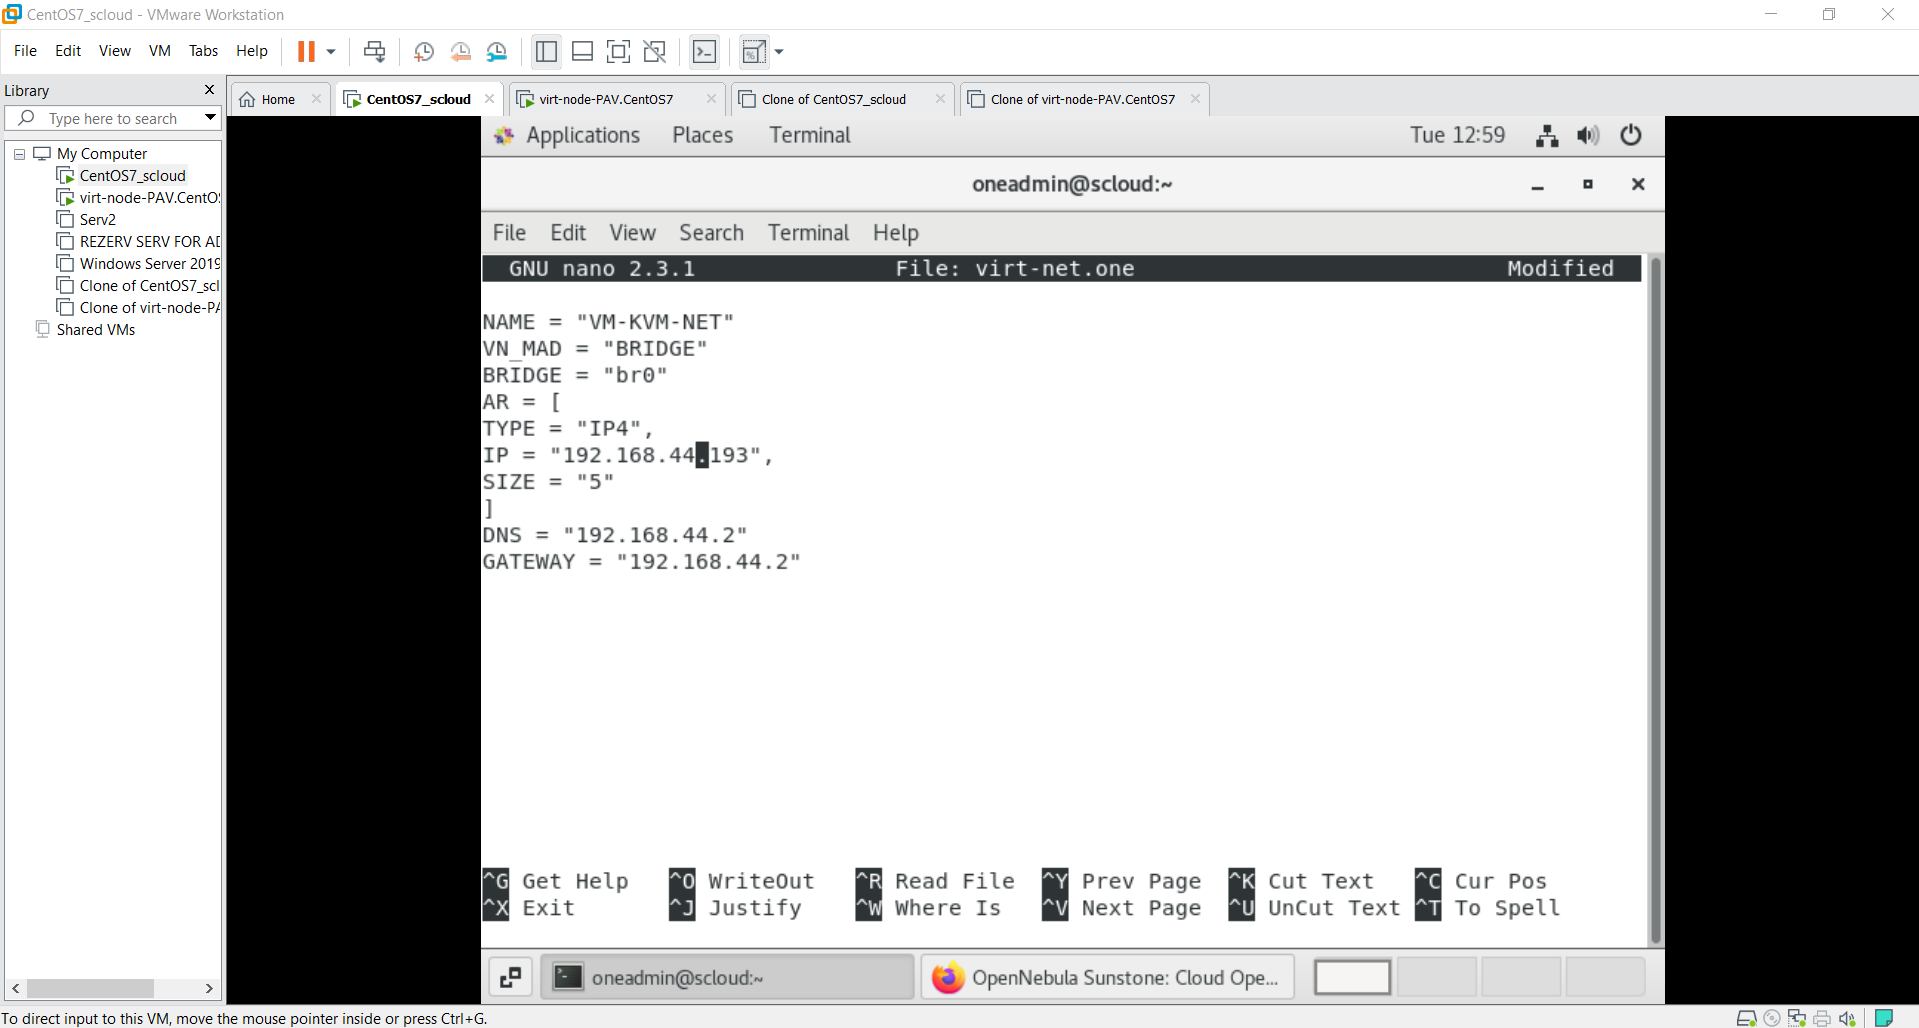 CentOS7_scloud - VMware Workstation
File Edit View VM Tabs Help
Library X
Type here to search
My Computer
CentOS7_scloud
virt-node-PAV.CentO
Serv2
REZERV SERV FOR
Windows Server 2019
Clone of CentOS7_scl
Clone of virt-node-P
Shared VMs
Home CentOS7_scloud virt-node-PAV.CentOS7 Clone of CentOS7_scloud Clone of virt-node-PAV.CentOS7
Applications Places Terminal Tue 12:59
oneadmin@scloud:~
File Edit View Search Terminal Help
GNU nano 2.3.1 File: virt-net.one Modified
NAME = "VM-KVM-NET"
VN_MAD = "BRIDGE"
BRIDGE = "br0"
AR = [
TYPE = "IP4",
IP = "192.168.44.193",
SIZE = "5"
]
DNS = "192.168.44.2"
GATEWAY = "192.168.44.2"
^G Get Help ^O WriteOut ^R Read File ^Y Prev Page ^K Cut Text ^C Cur Pos
^X Exit ^J Justify ^W Where Is ^V Next Page ^U UnCut Text ^T To Spell
oneadmin@scloud:~ OpenNebula Sunstone: Cloud Ope...
To direct input to this VM, move the mouse pointer inside or press Ctrl+G.